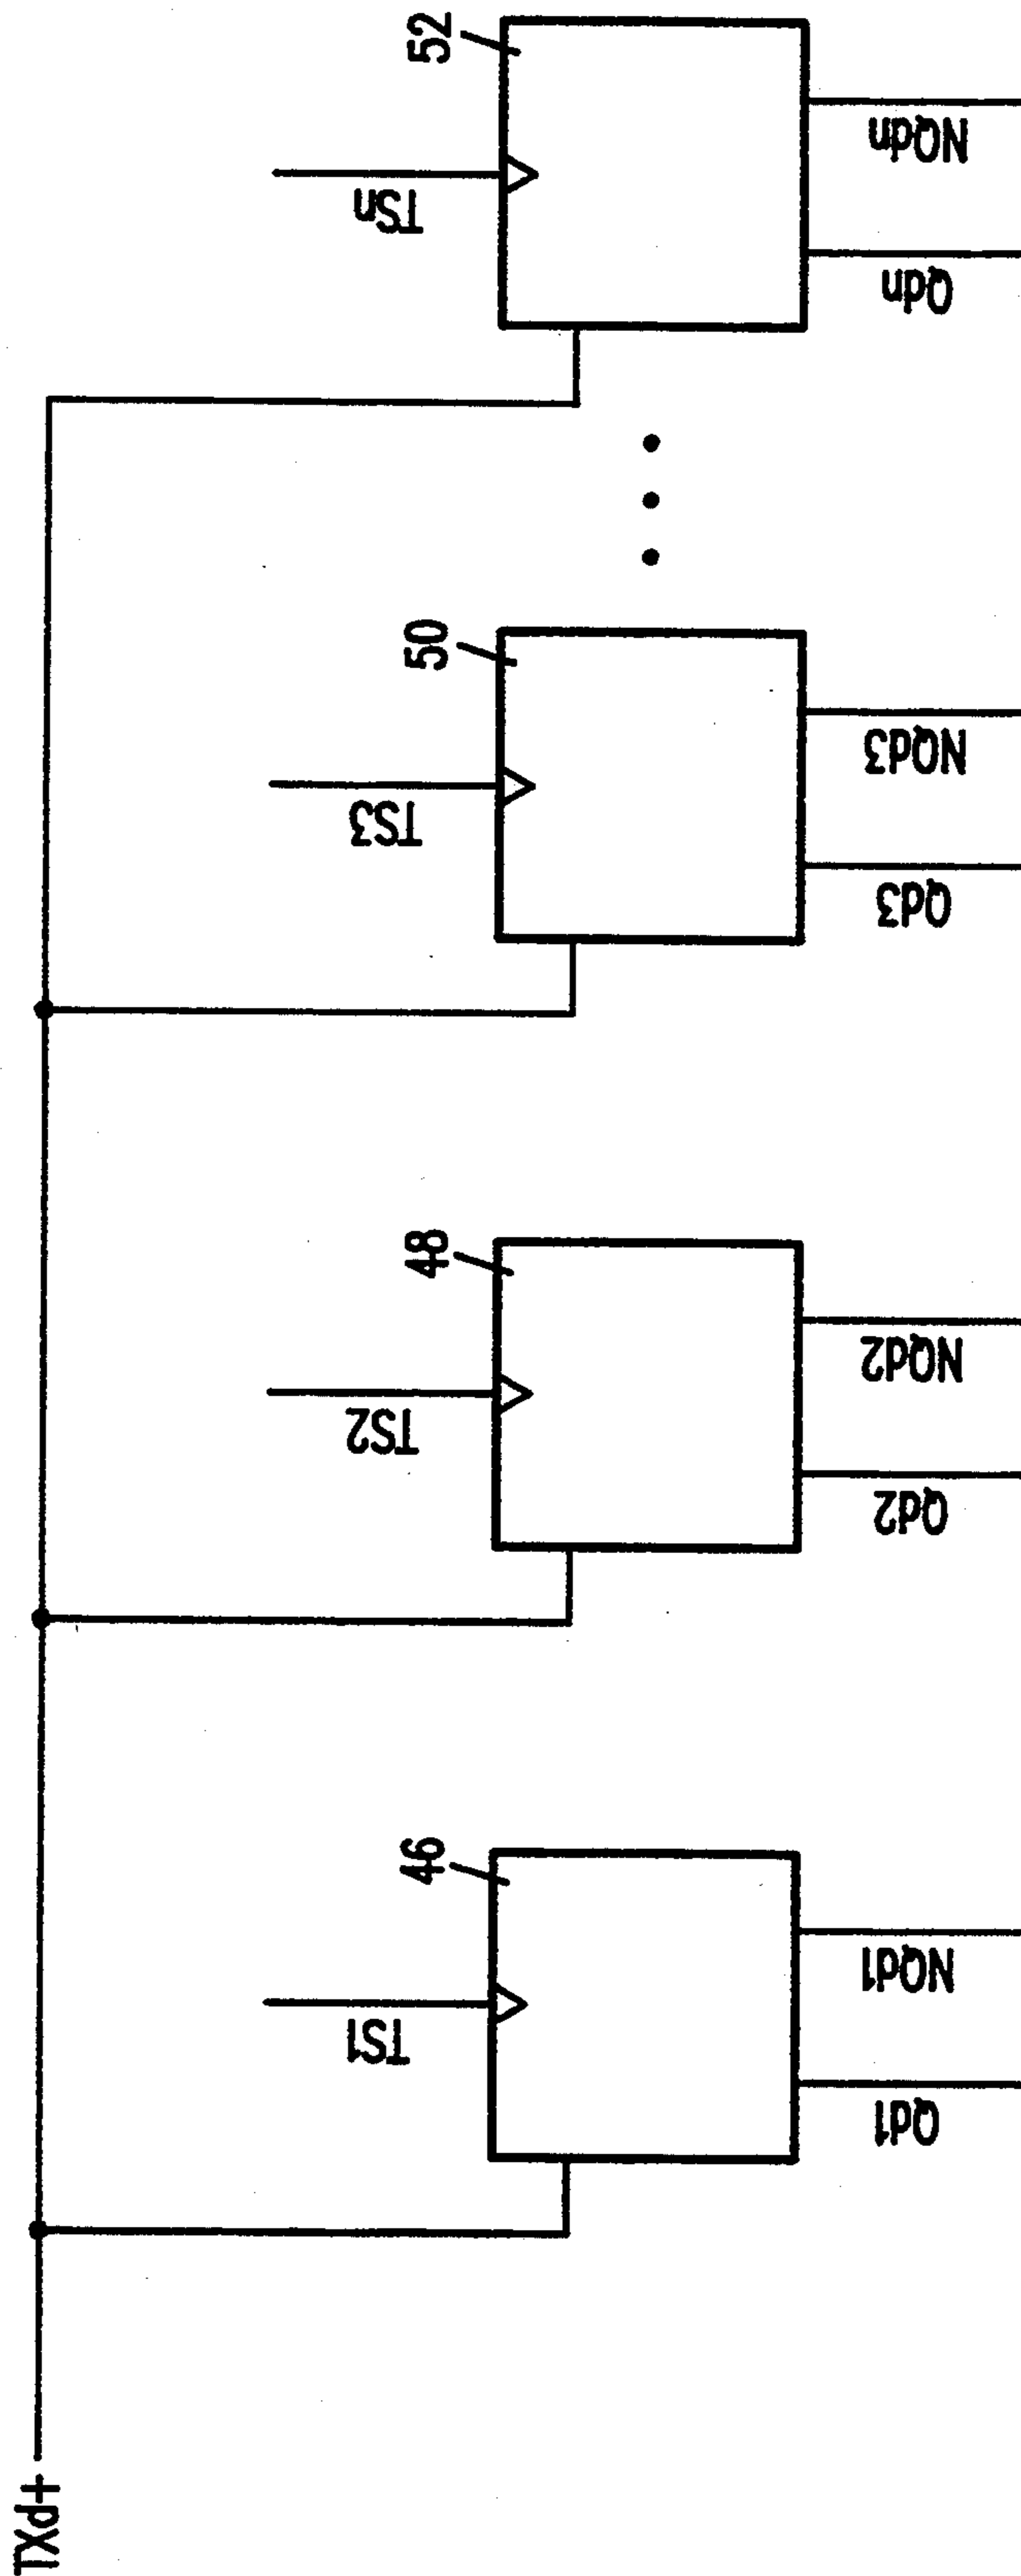 TXd+
TS1
46
Qd1
NQd1
TS2
48
Qd2
NQd2
TS3
50
Qd3
NQd3
TSn
52
Qdn
NQdn